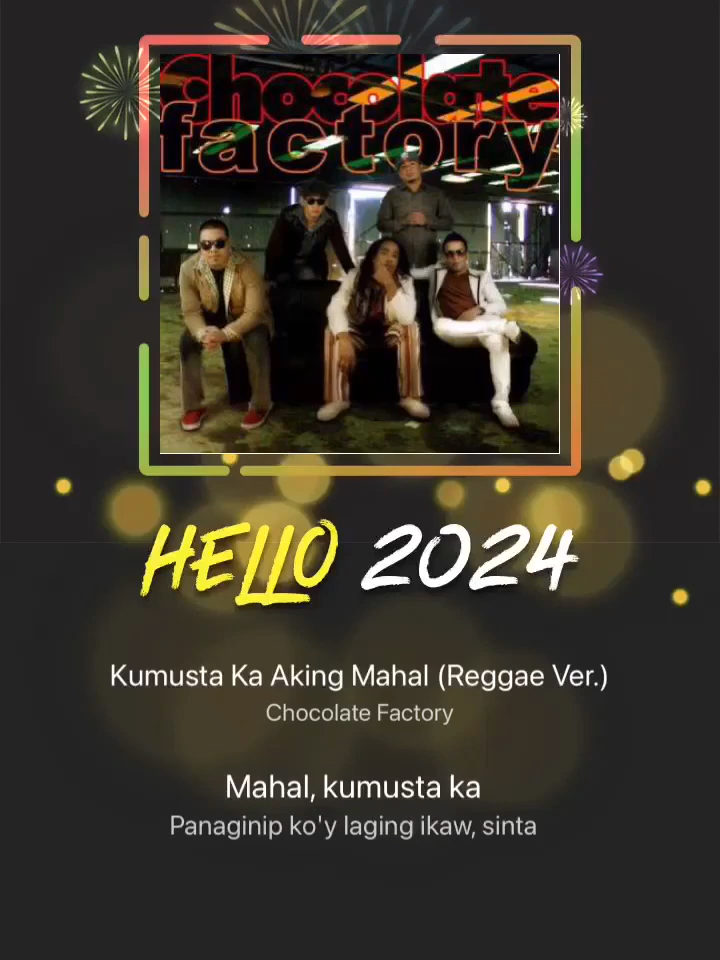 Chocolate
factory
HELLO 2024
Kumusta Ka Aking Mahal (Reggae Ver.)
Chocolate Factory
Mahal, kumusta ka
Panaginip ko'y laging ikaw, sinta